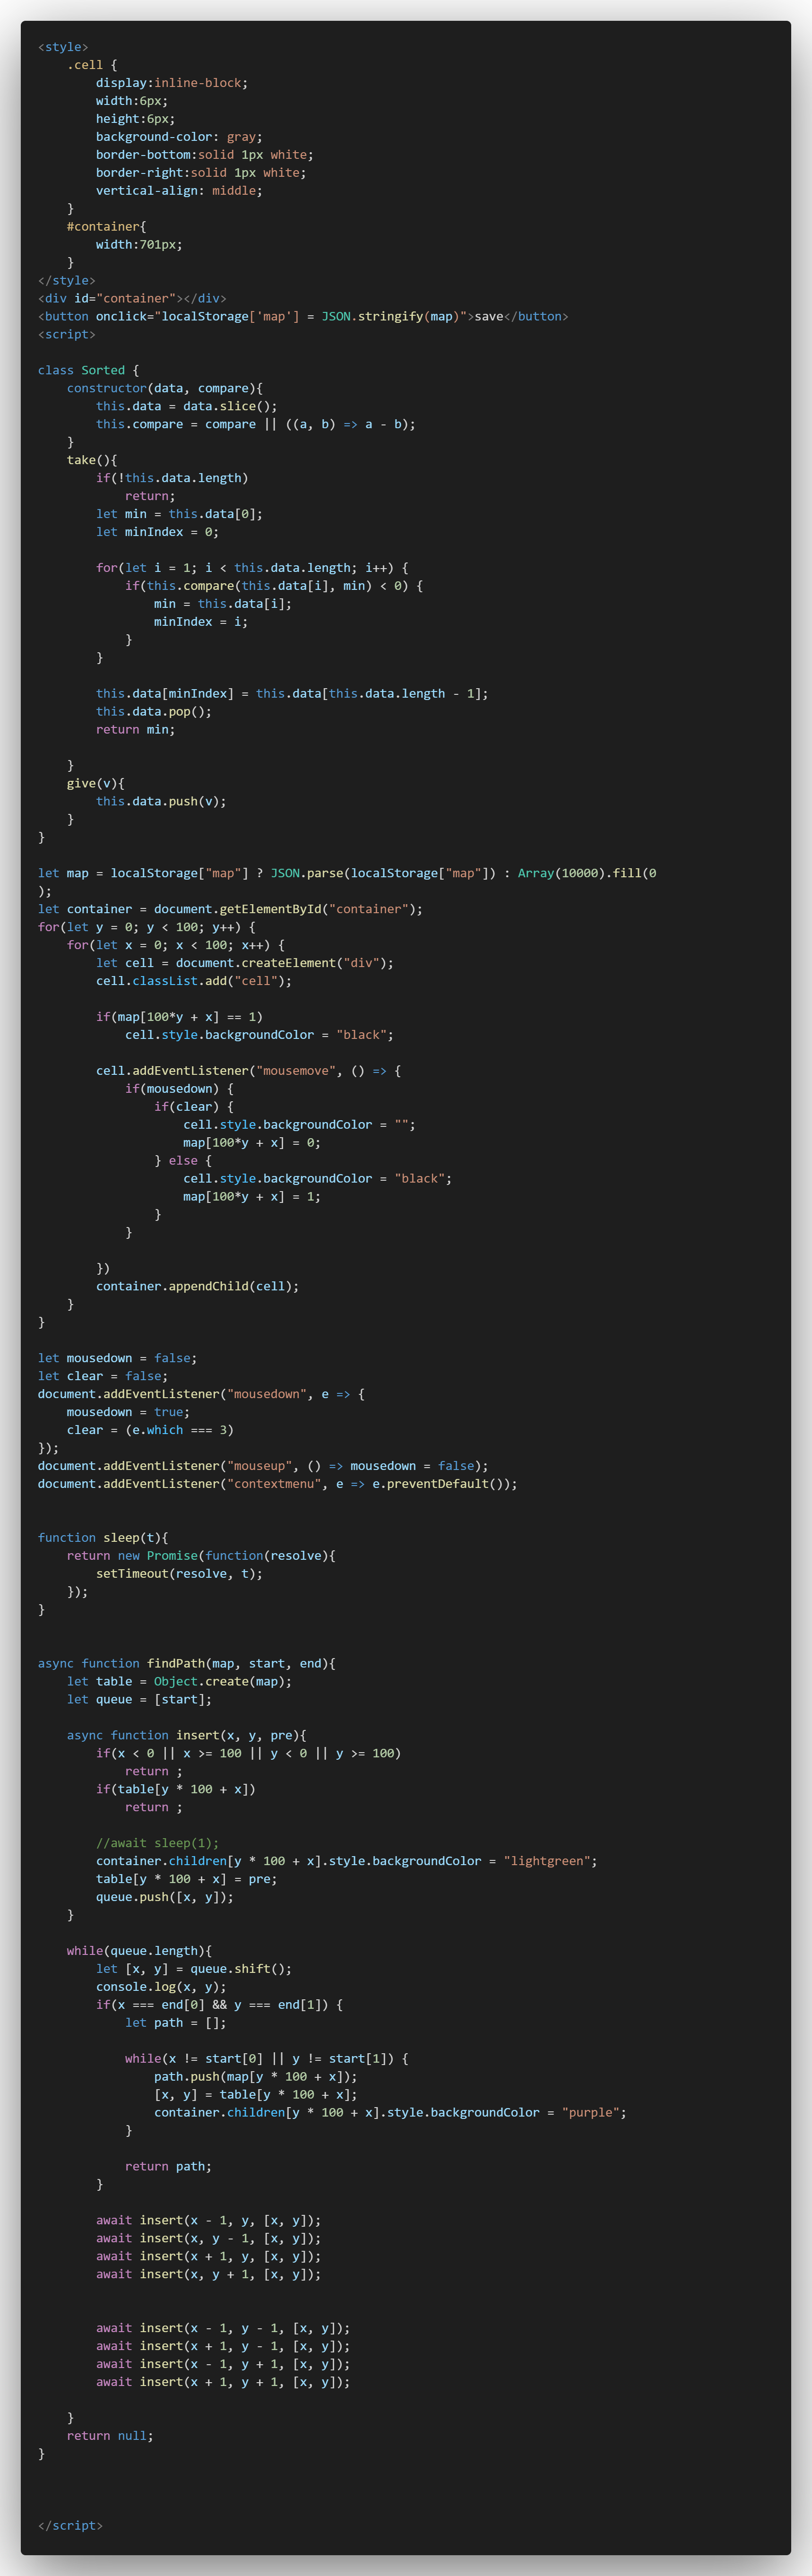 <style>
    .cell {
        display:inline-block;
        width:6px;
        height:6px;
        background-color: gray;
        border-bottom:solid 1px white;
        border-right:solid 1px white;
        vertical-align: middle;
    }
    #container{
        width:701px;
    }
</style>
<div id="container"></div>
<button onclick="localStorage['map'] = JSON.stringify(map)">save</button>
<script>

class Sorted {
    constructor(data, compare){
        this.data = data.slice();
        this.compare = compare || ((a, b) => a - b);
    }
    take(){
        if(!this.data.length)
            return;
        let min = this.data[0];
        let minIndex = 0;

        for(let i = 1; i < this.data.length; i++) {
            if(this.compare(this.data[i], min) < 0) {
                min = this.data[i];
                minIndex = i;
            }
        }

        this.data[minIndex] = this.data[this.data.length - 1];
        this.data.pop();
        return min;

    }
    give(v){
        this.data.push(v);
    }
}

let map = localStorage["map"] ? JSON.parse(localStorage["map"]) : Array(10000).fill(0
);
let container = document.getElementById("container");
for(let y = 0; y < 100; y++) {
    for(let x = 0; x < 100; x++) {
        let cell = document.createElement("div");
        cell.classList.add("cell");

        if(map[100*y + x] == 1)
            cell.style.backgroundColor = "black";

        cell.addEventListener("mousemove", () => {
            if(mousedown) {
                if(clear) {
                    cell.style.backgroundColor = "";
                    map[100*y + x] = 0;
                } else {
                    cell.style.backgroundColor = "black";
                    map[100*y + x] = 1;
                }
            }

        })
        container.appendChild(cell);
    }
}

let mousedown = false;
let clear = false;
document.addEventListener("mousedown", e => {
    mousedown = true;
    clear = (e.which === 3)
});
document.addEventListener("mouseup", () => mousedown = false);
document.addEventListener("contextmenu", e => e.preventDefault());


function sleep(t){
    return new Promise(function(resolve){
        setTimeout(resolve, t);
    });
}


async function findPath(map, start, end){
    let table = Object.create(map);
    let queue = [start];

    async function insert(x, y, pre){
        if(x < 0 || x >= 100 || y < 0 || y >= 100)
            return ;
        if(table[y * 100 + x])
            return ;

        //await sleep(1);
        container.children[y * 100 + x].style.backgroundColor = "lightgreen";
        table[y * 100 + x] = pre;
        queue.push([x, y]);
    }

    while(queue.length){
        let [x, y] = queue.shift();
        console.log(x, y);
        if(x === end[0] && y === end[1]) {
            let path = [];

            while(x != start[0] || y != start[1]) {
                path.push(map[y * 100 + x]);
                [x, y] = table[y * 100 + x];
                container.children[y * 100 + x].style.backgroundColor = "purple";
            }

            return path;
        }

        await insert(x - 1, y, [x, y]);
        await insert(x, y - 1, [x, y]);
        await insert(x + 1, y, [x, y]);
        await insert(x, y + 1, [x, y]);


        await insert(x - 1, y - 1, [x, y]);
        await insert(x + 1, y - 1, [x, y]);
        await insert(x - 1, y + 1, [x, y]);
        await insert(x + 1, y + 1, [x, y]);

    }
    return null;
}



</script>